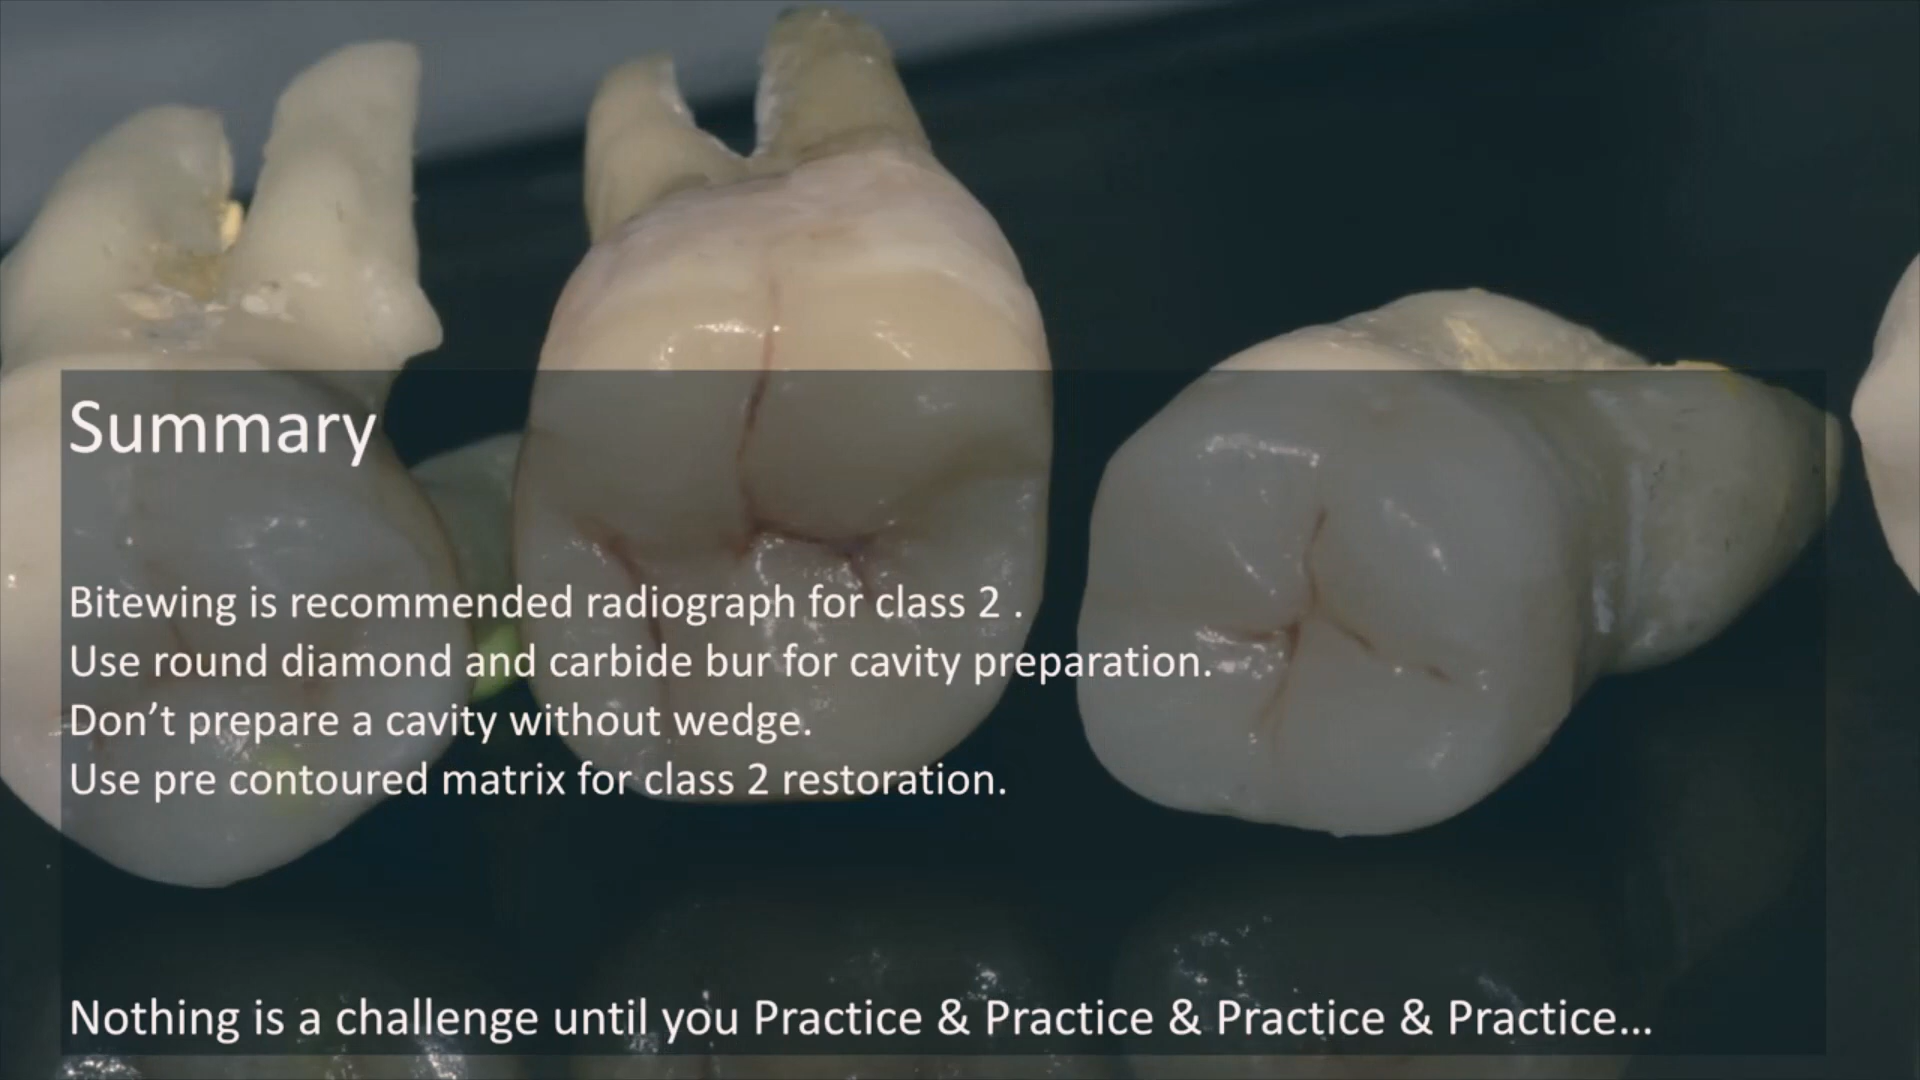 Summary
Bitewing is recommended radiograph for class 2 .
Use round diamond and carbide bur for cavity preparation.
Don’t prepare a cavity without wedge.
Use pre contoured matrix for class 2 restoration.
Nothing is a challenge until you Practice & Practice & Practice & Practice...